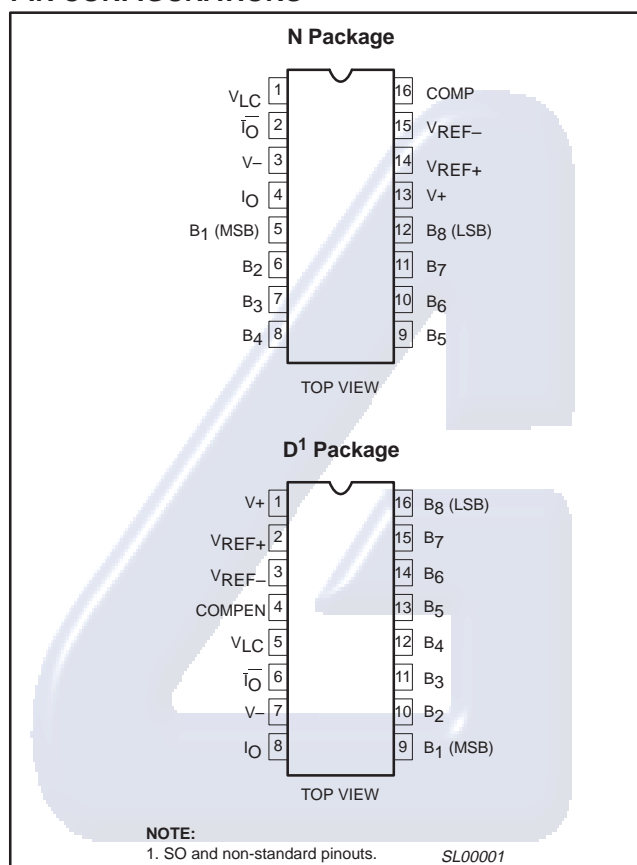 N Package
VLC 1 16 COMP
I̅O̅ 2 15 VREF–
V– 3 14 VREF+
IO 4 13 V+
B1 (MSB) 5 12 B8 (LSB)
B2 6 11 B7
B3 7 10 B6
B4 8 9 B5
TOP VIEW
D1 Package
V+ 1 16 B8 (LSB)
VREF+ 2 15 B7
VREF– 3 14 B6
COMPEN 4 13 B5
VLC 5 12 B4
I̅O̅ 6 11 B3
V– 7 10 B2
IO 8 9 B1 (MSB)
TOP VIEW
NOTE:
1. SO and non-standard pinouts.
SL00001